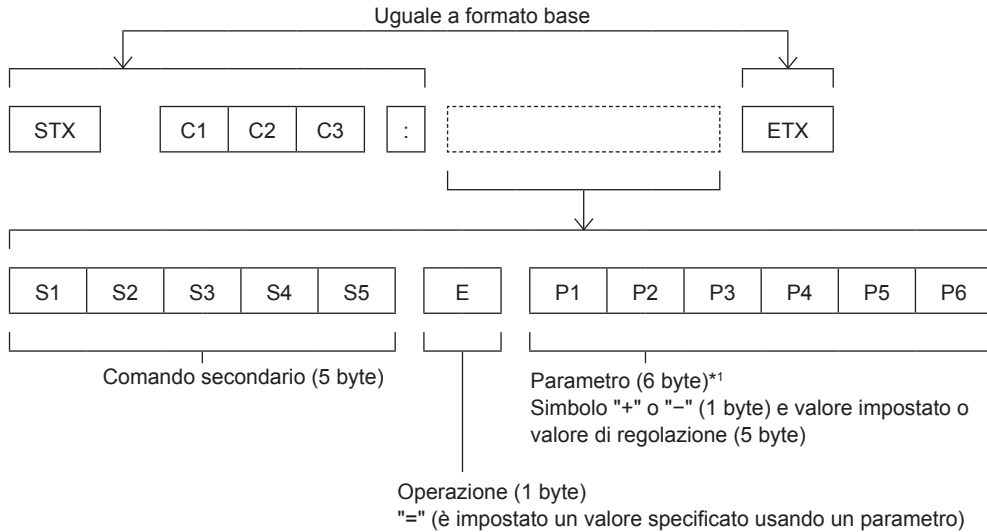 Uguale a formato base
STX C1 C2 C3 : ETX
S1 S2 S3 S4 S5 E P1 P2 P3 P4 P5 P6
Comando secondario (5 byte)
Parametro (6 byte)*1
Simbolo "+" o "−" (1 byte) e valore impostato o
valore di regolazione (5 byte)
Operazione (1 byte)
"=" (è impostato un valore specificato usando un parametro)